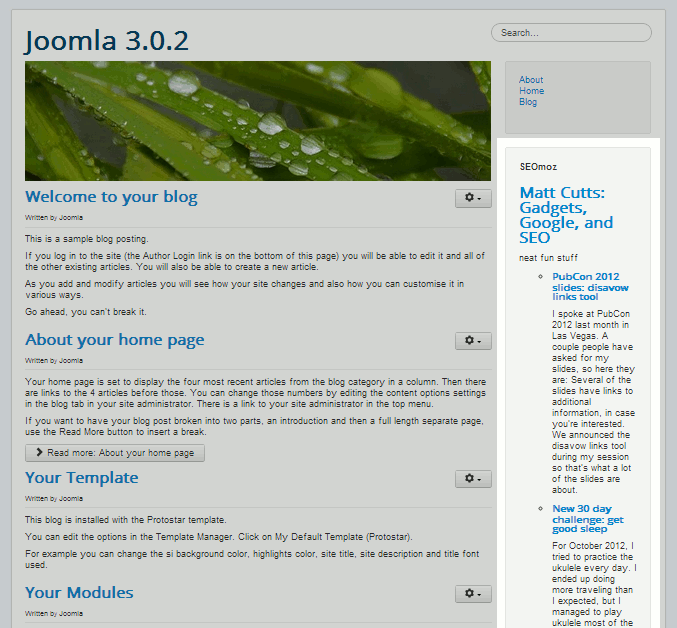 Joomla 3.0.2
Search...
About
Home
Blog
Welcome to your blog
Written by Joomla
This is a sample blog posting.
If you log in to the site (the Author Login link is on the bottom of this page) you will be able to edit it and all of
the other existing articles. You will also be able to create a new article.
As you add and modify articles you will see how your site changes and also how you can customise it in
various ways.
Go ahead, you can't break it.
About your home page
Written by Joomla
Your home page is set to display the four most recent articles from the blog category in a column. Then there
are links to the 4 articles before those. You can change those numbers by editing the content options settings
in the blog tab in your site administrator. There is a link to your site administrator in the top menu.
If you want to have your blog post broken into two parts, an introduction and then a full length separate page,
use the Read More button to insert a break.
Read more: About your home page
Your Template
Written by Joomla
This blog is installed with the Protostar template.
You can edit the options in the Template Manager. Click on My Default Template (Protostar).
For example you can change the si background color, highlights color, site title, site description and title font
used.
Your Modules
Written by Joomla
SEOmoz
Matt Cutts:
Gadgets,
Google, and
SEO
neat fun stuff
PubCon 2012
slides: disavow
links tool
I spoke at PubCon
2012 last month in
Las Vegas. A
couple people have
asked for my
slides, so here they
are: Several of the
slides have links to
additional
information, in case
you're interested.
We announced the
disavow links tool
during my session
so that's what a lot
of the slides are
about.
New 30 day
challenge: get
good sleep
For October 2012, I
tried to practice the
ukulele every day. I
ended up doing
more traveling than
I expected, but I
managed to play
ukulele most of the